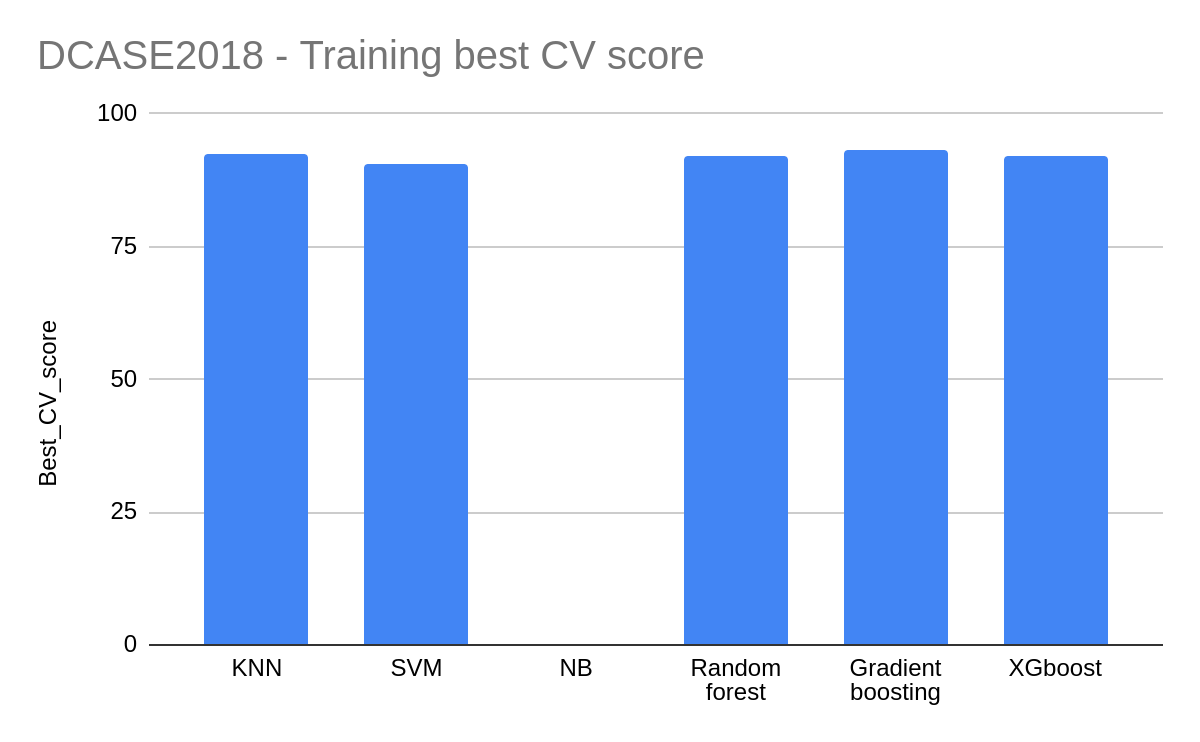 DCASE2018 - Training best CV score
Best_CV_score
100
75
50
25
0
KNN
SVM
NB
Random
forest
Gradient
boosting
XGboost